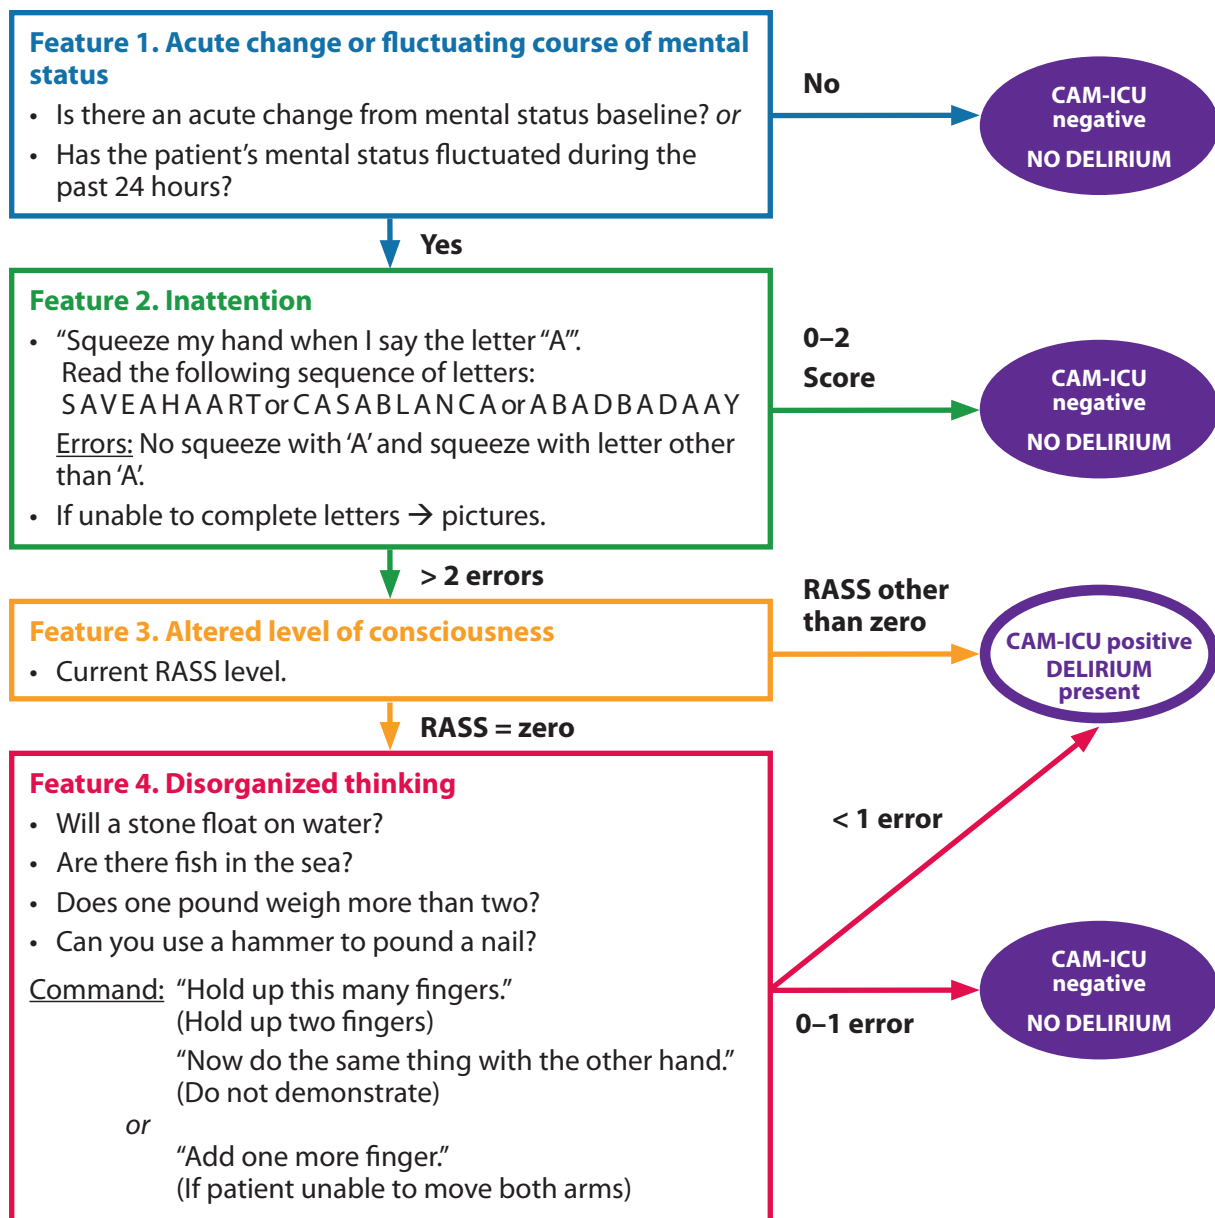 Feature 1. Acute change or fluctuating course of mental
status
• Is there an acute change from mental status baseline? or
• Has the patient's mental status fluctuated during the
past 24 hours?
No
CAM-ICU
negative
NO DELIRIUM
Yes
Feature 2. Inattention
• “Squeeze my hand when I say the letter “A””.
Read the following sequence of letters:
S A V E A H A A R T or C A S A B L A N C A or A B A D B A D A A Y
Errors: No squeeze with ‘A’ and squeeze with letter other
than ‘A’.
• If unable to complete letters → pictures.
0–2
Score
CAM-ICU
negative
NO DELIRIUM
> 2 errors
Feature 3. Altered level of consciousness
• Current RASS level.
RASS other
than zero
CAM-ICU positive
DELIRIUM
present
RASS = zero
Feature 4. Disorganized thinking
• Will a stone float on water?
• Are there fish in the sea?
• Does one pound weigh more than two?
• Can you use a hammer to pound a nail?
Command: “Hold up this many fingers.”
(Hold up two fingers)
“Now do the same thing with the other hand.”
(Do not demonstrate)
or
“Add one more finger.”
(If patient unable to move both arms)
< 1 error
0–1 error
CAM-ICU
negative
NO DELIRIUM